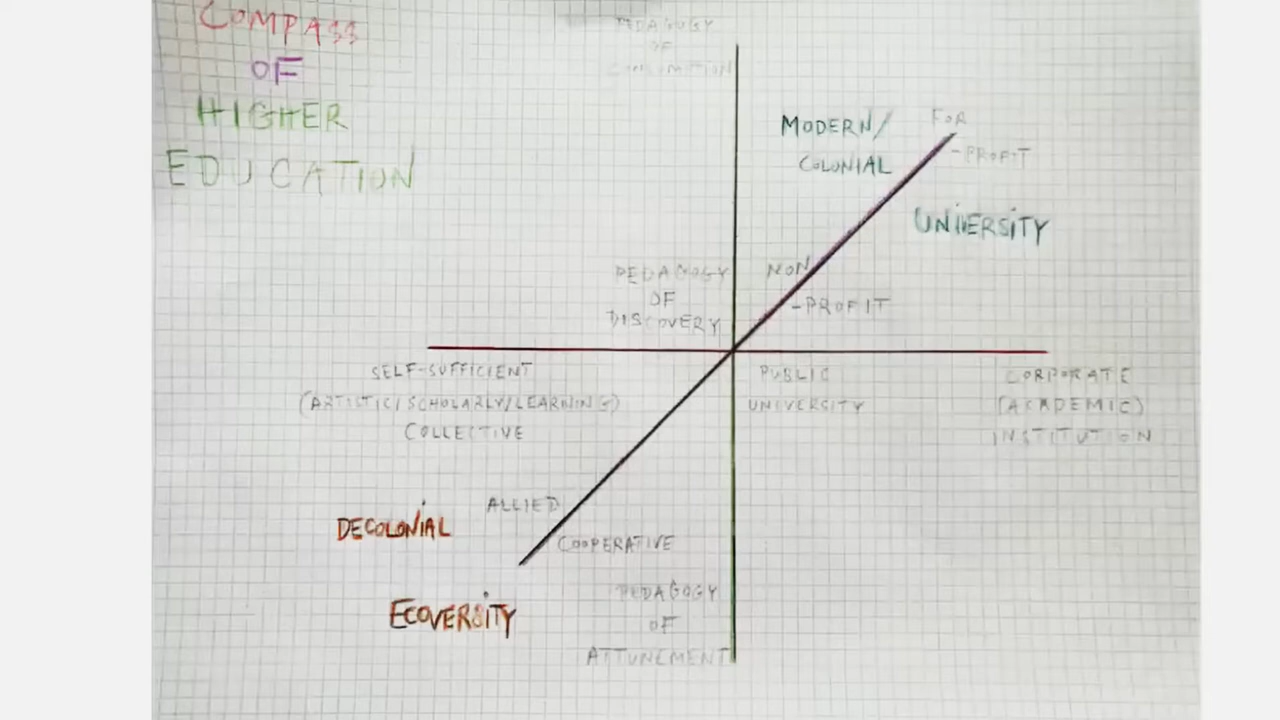 COMPASS
OF
HIGHER
EDUCATION
PEDAGOGY
OF
CONSUMPTION
MODERN/
COLONIAL
UNIVERSITY
FOR
-PROFIT
NON
-PROFIT
PEDAGOGY
OF
DISCOVERY
SELF-SUFFICIENT
(ARTISTIC/SCHOLARLY/LEARNING)
COLLECTIVE
PUBLIC
UNIVERSITY
CORPORATE
(ACADEMIC)
INSTITUTION
ALLIED
COOPERATIVE
DECOLONIAL
ECOVERSITY
PEDAGOGY
OF
ATTUNEMENT